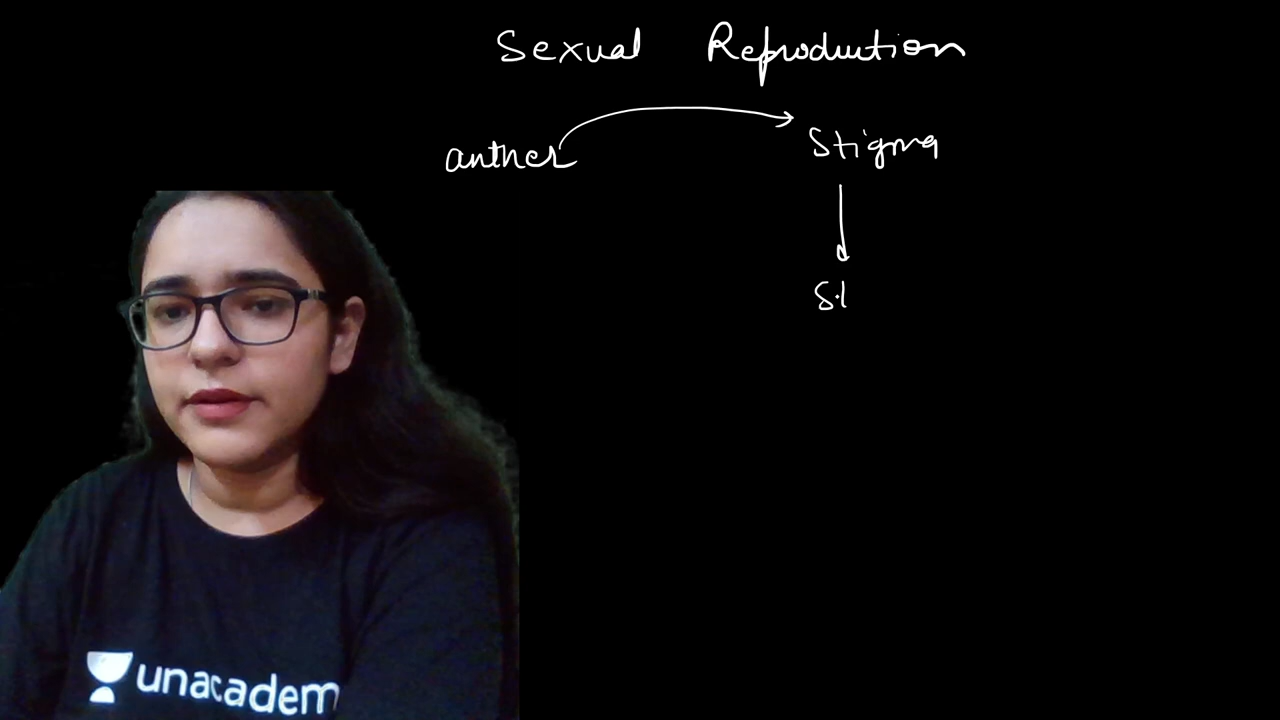 Sexual Reproduction
anther
Stigma
unacadem